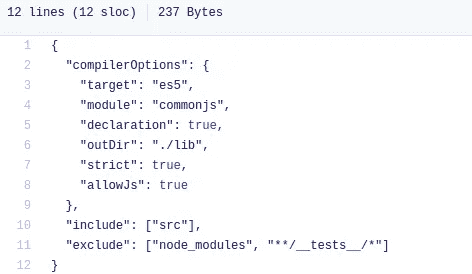 12 lines (12 sloc) 237 Bytes
1 {
2   "compilerOptions": {
3     "target": "es5",
4     "module": "commonjs",
5     "declaration": true,
6     "outDir": "./lib",
7     "strict": true,
8     "allowJs": true
9   },
10   "include": ["src"],
11   "exclude": ["node_modules", "**/__tests__/*"]
12 }